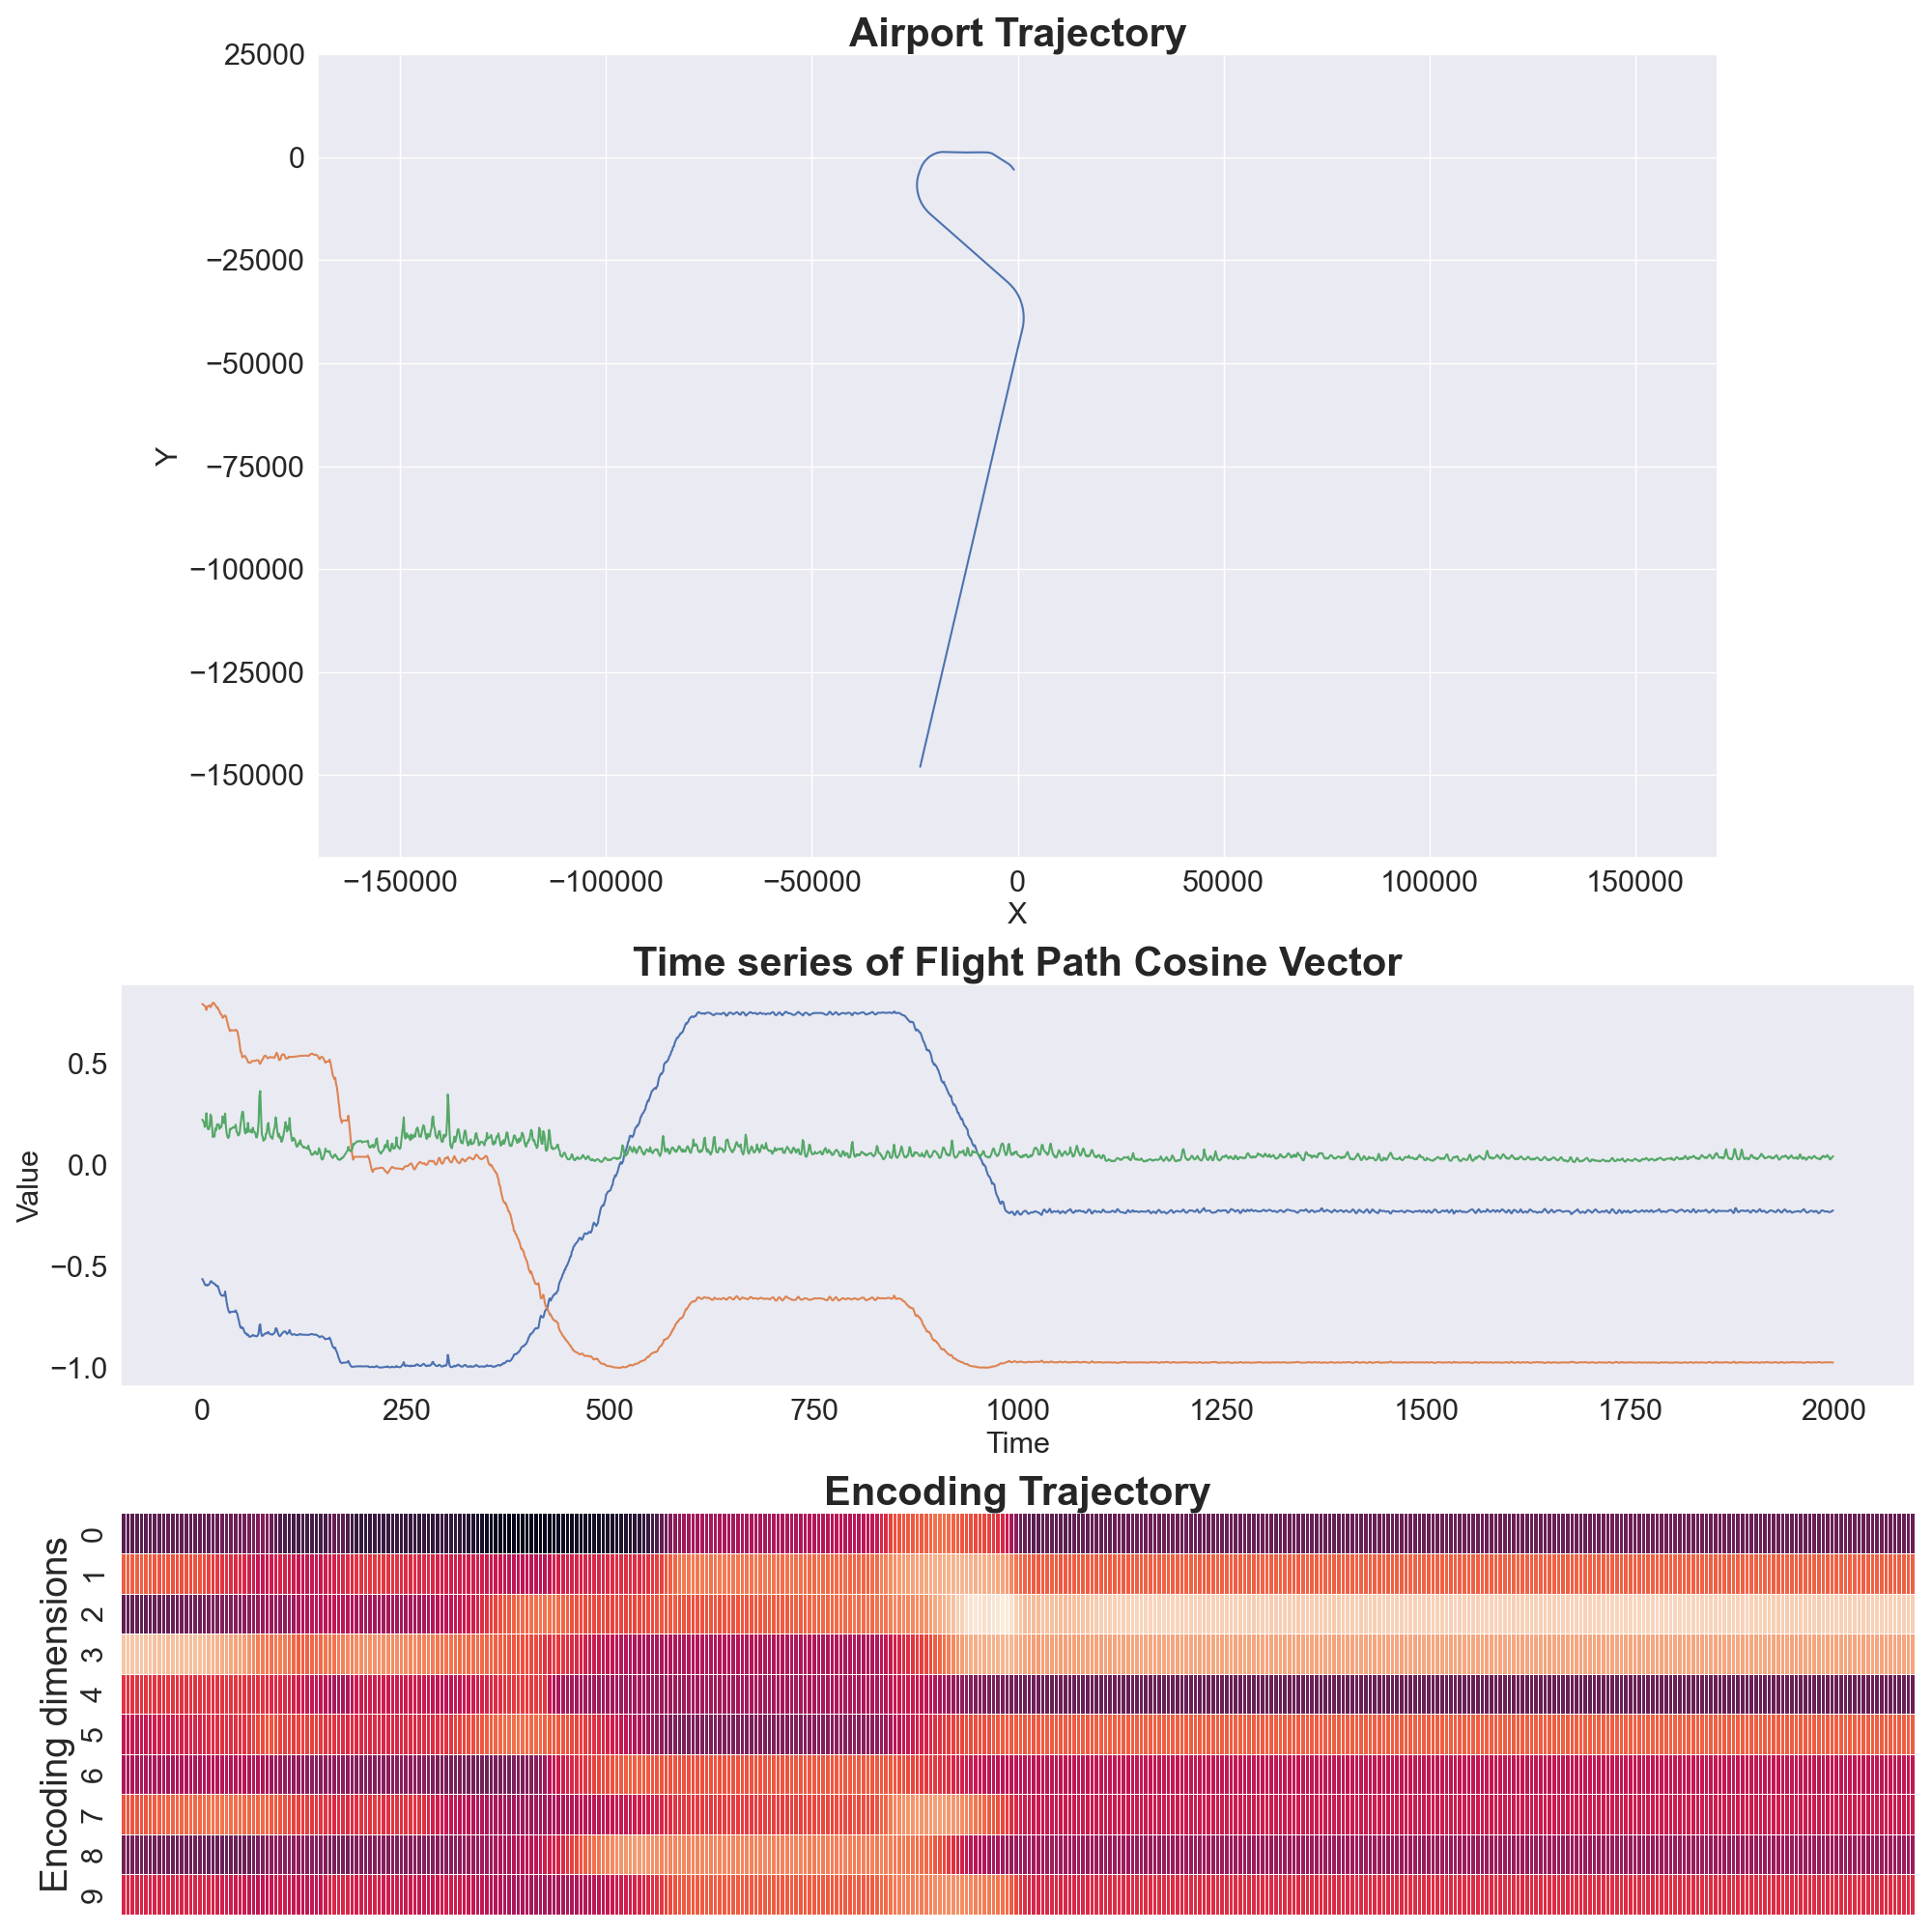 Airport Trajectory
25000
0
−25000
−50000
−75000
−100000
−125000
−150000
Y
−150000 −100000 −50000 0 50000 100000 150000
X
Time series of Flight Path Cosine Vector
0.5
0.0
−0.5
−1.0
Value
0 250 500 750 1000 1250 1500 1750 2000
Time
Encoding Trajectory
Encoding dimensions
0
1
2
3
4
5
6
7
8
9